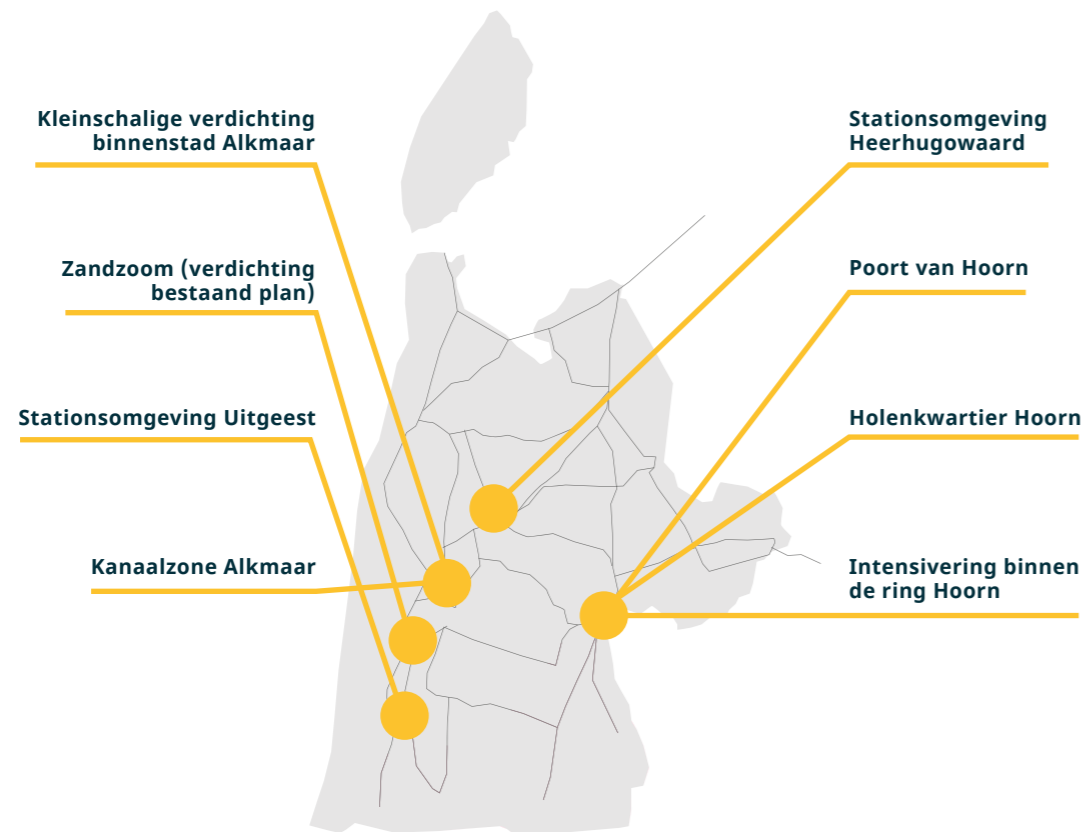 Kleinschalige verdichting
binnenstad Alkmaar
Zandzoom (verdichting
bestaand plan)
Stationsomgeving Uitgeest
Kanaalzone Alkmaar
Stationsomgeving
Heerhugowaard
Poort van Hoorn
Holenkwartier Hoorn
Intensivering binnen
de ring Hoorn